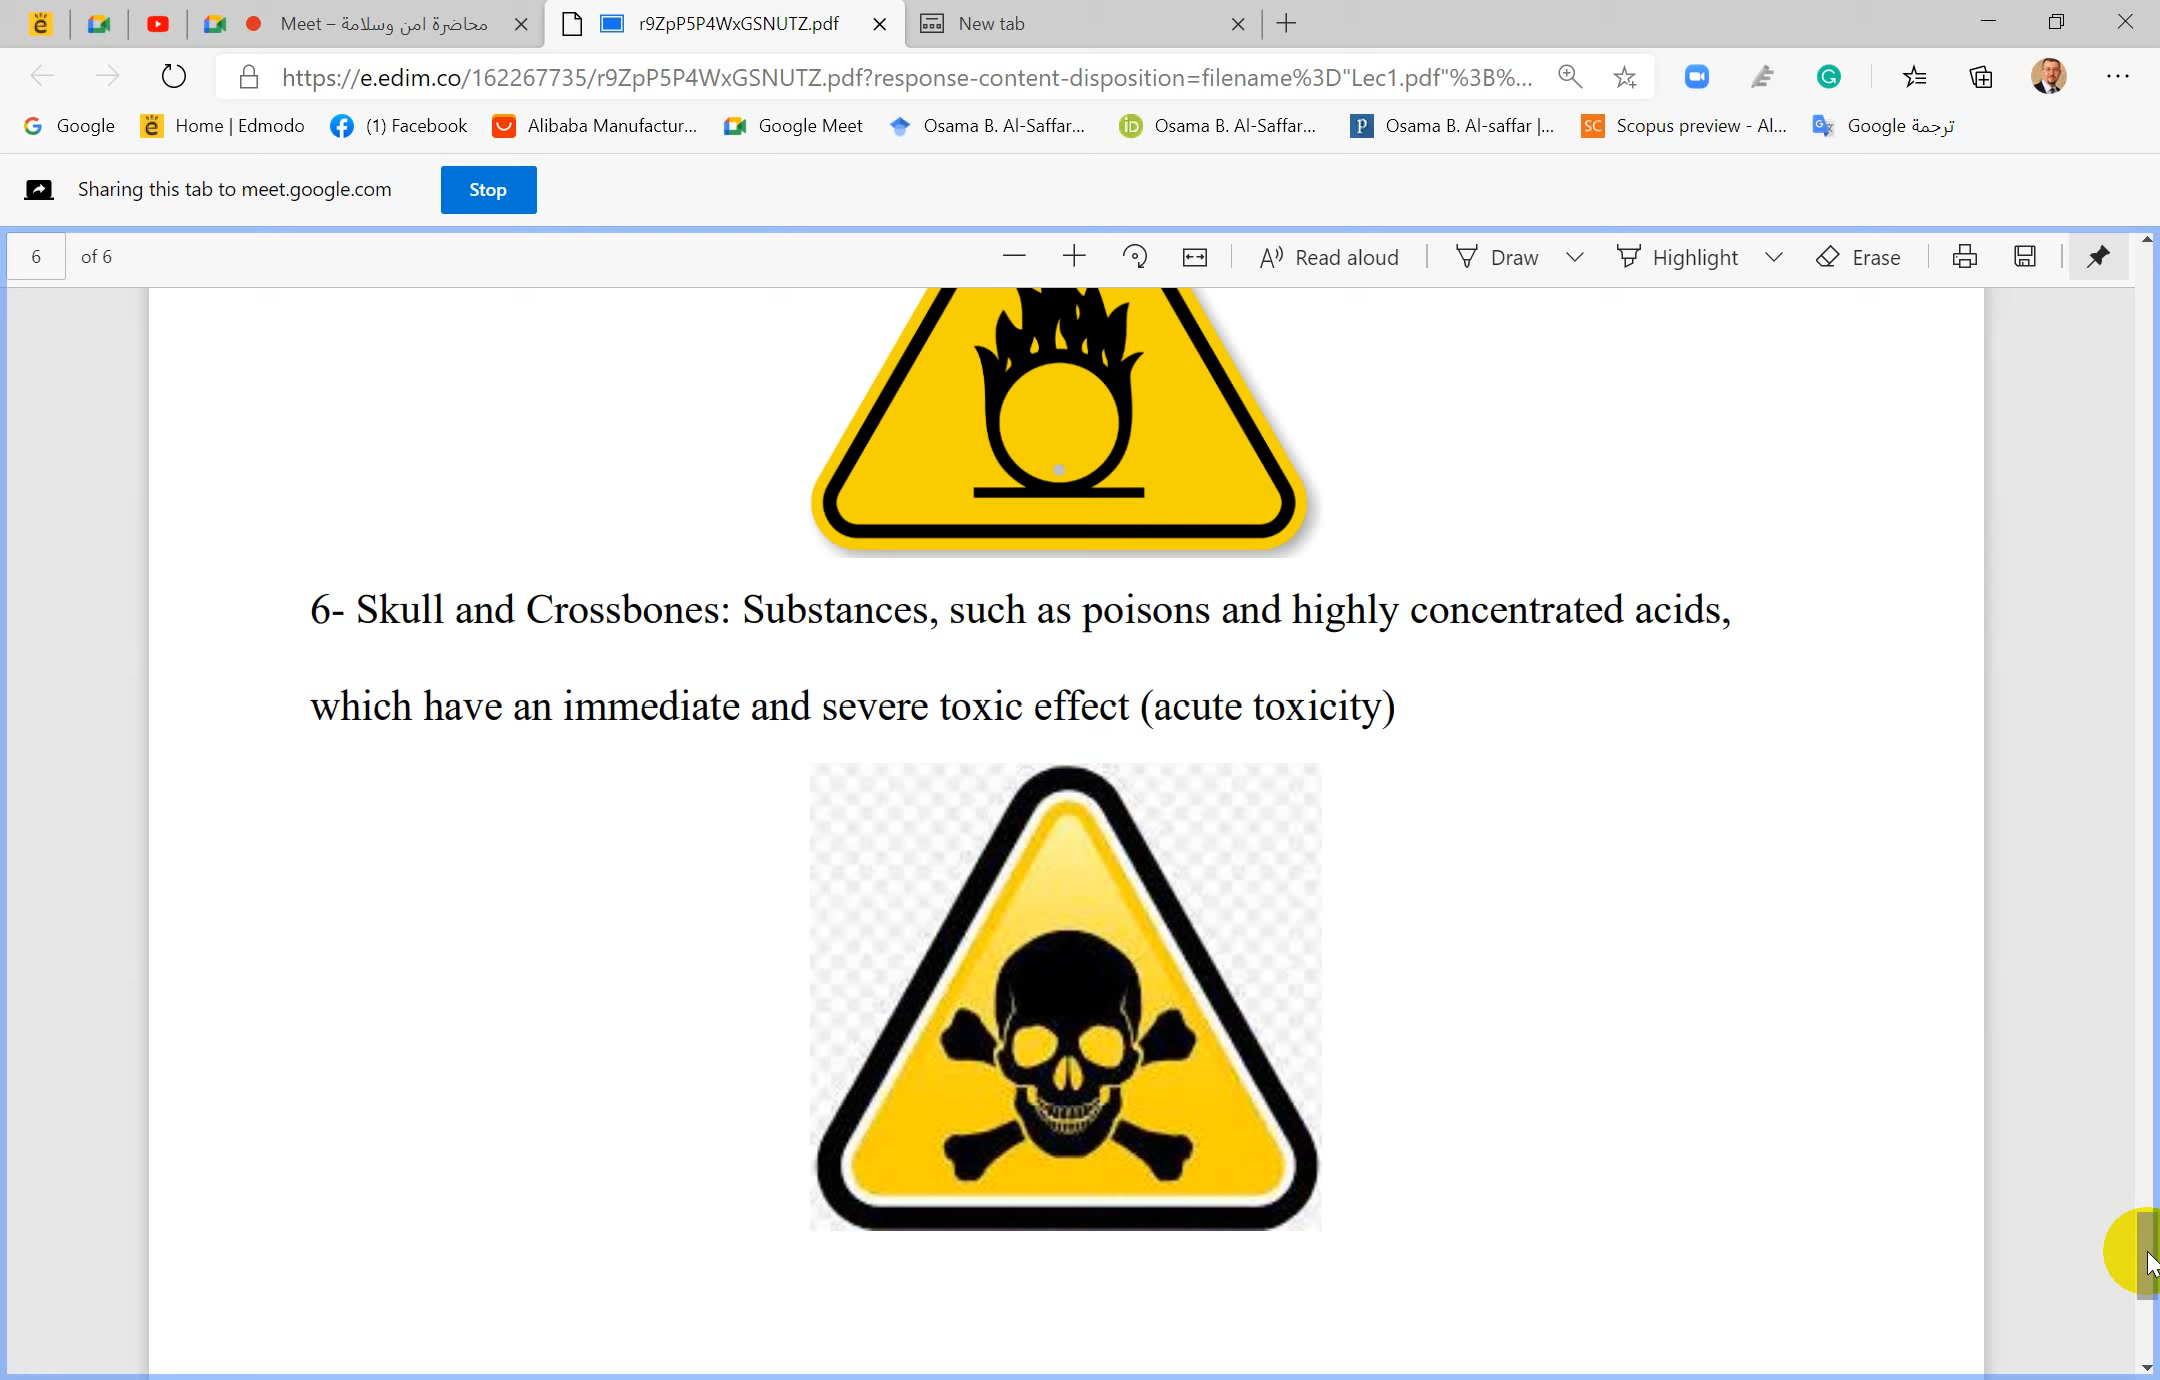 Meet – محاضرة امن وسلامة
r9ZpP5P4WxGSNUTZ.pdf
New tab
https://e.edim.co/162267735/r9ZpP5P4WxGSNUTZ.pdf?response-content-disposition=filename%3D"Lec1.pdf"%3B%...
Google
Home | Edmodo
(1) Facebook
Alibaba Manufactur...
Google Meet
Osama B. Al-Saffar...
Osama B. Al-Saffar...
Osama B. Al-saffar |...
Scopus preview - Al...
ترجمة Google
Sharing this tab to meet.google.com
Stop
6 of 6
Read aloud
Draw
Highlight
Erase
6- Skull and Crossbones: Substances, such as poisons and highly concentrated acids,
which have an immediate and severe toxic effect (acute toxicity)